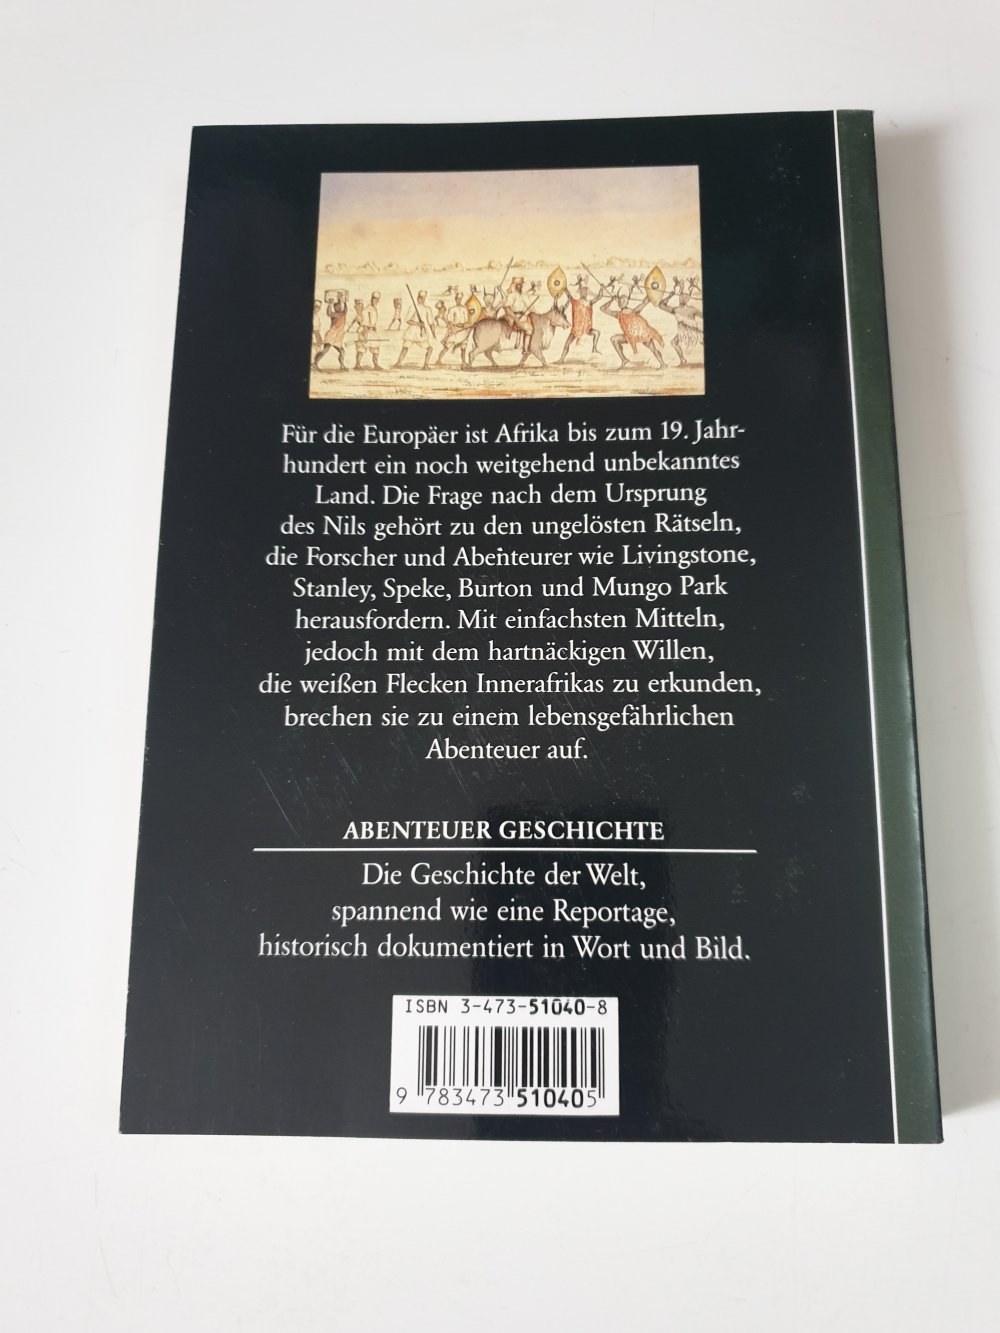 Für die Europäer ist Afrika bis zum 19. Jahr-
hundert ein noch weitgehend unbekanntes
Land. Die Frage nach dem Ursprung
des Nils gehört zu den ungelösten Rätseln,
die Forscher und Abenteurer wie Livingstone,
Stanley, Speke, Burton und Mungo Park
herausfordern. Mit einfachsten Mitteln,
jedoch mit dem hartnäckigen Willen,
die weißen Flecken Innerafrikas zu erkunden,
brechen sie zu einem lebensgefährlichen
Abenteuer auf.
ABENTEUER GESCHICHTE
Die Geschichte der Welt,
spannend wie eine Reportage,
historisch dokumentiert in Wort und Bild.
ISBN 3-473-51040-8
9 783473 510405